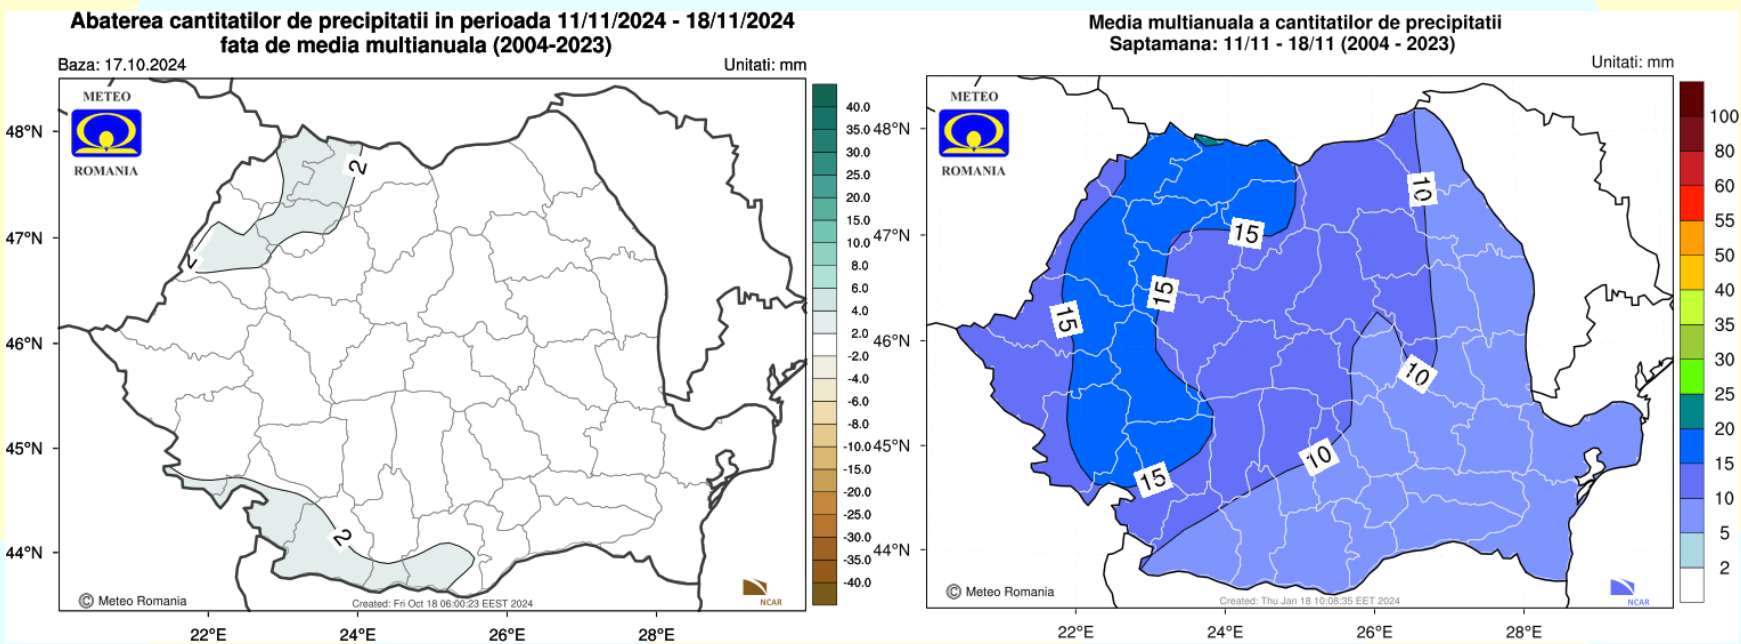 Abaterea cantitatilor de precipitatii in perioada 11/11/2024 - 18/11/2024
fata de media multianuala (2004-2023)
Baza: 17.10.2024
Unitati: mm
METEO
ROMANIA
48°N
47°N
46°N
45°N
44°N
2
2
2
40.0
35.0
30.0
25.0
20.0
15.0
10.0
8.0
6.0
4.0
2.0
-2.0
-4.0
-6.0
-8.0
-10.0
-15.0
-20.0
-25.0
-30.0
-35.0
-40.0
© Meteo Romania
Created: Fri Oct 18 06:00:23 EEST 2024
NCAR
22°E
24°E
26°E
28°E
Media multianuala a cantitatilor de precipitatii
Saptamana: 11/11 - 18/11 (2004 - 2023)
Unitati: mm
METEO
ROMANIA
48°N
47°N
46°N
45°N
44°N
10
15
15
15
10
10
15
100
80
60
55
50
40
35
30
25
20
15
10
5
2
© Meteo Romania
Created: Thu Jan 18 10:08:35 EET 2024
NCAR
22°E
24°E
26°E
28°E